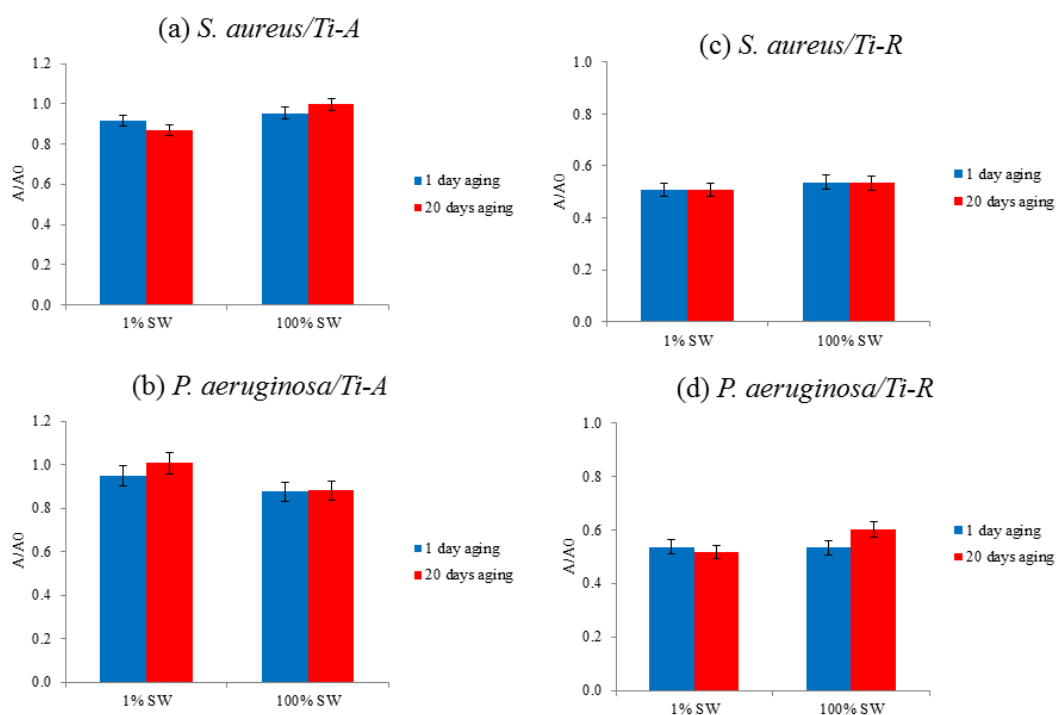 (a) S. aureus/Ti-A
1.2
1.0
0.8
0.6
0.4
0.2
0.0
A/A0
1% SW
100% SW
1 day aging
20 days aging
(c) S. aureus/Ti-R
1.0
0.8
0.6
0.4
0.2
0.0
A/A0
1% SW
100% SW
1 day aging
20 days aging
(b) P. aeruginosa/Ti-A
1.2
1.0
0.8
0.6
0.4
0.2
0.0
A/A0
1% SW
100% SW
1 day aging
20 days aging
(d) P. aeruginosa/Ti-R
1.0
0.8
0.6
0.4
0.2
0.0
A/A0
1% SW
100% SW
1 day aging
20 days aging